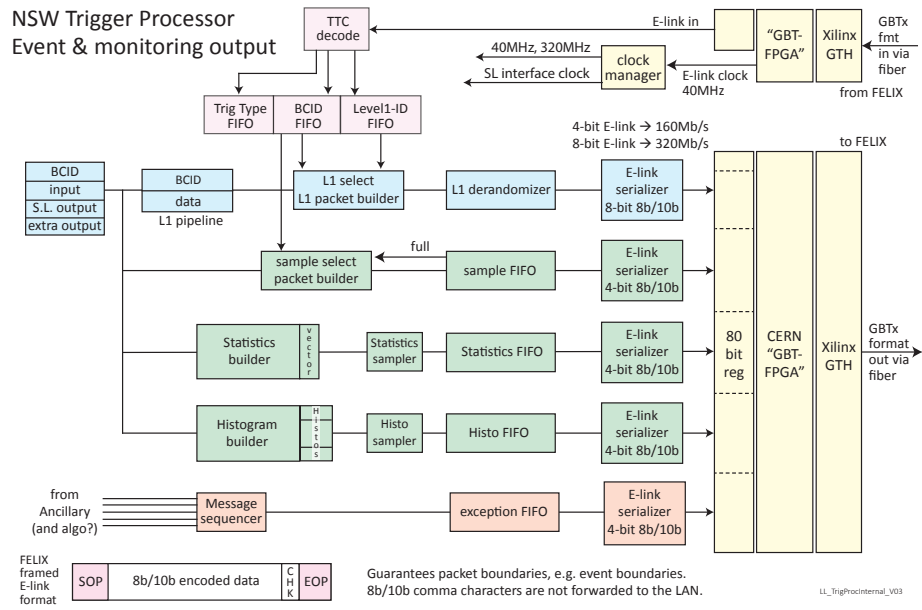 NSW Trigger Processor
Event & monitoring output
TTC
decode
E-link in
"GBT-
FPGA"
Xilinx
GTH
GBTx
fmt
in via
fiber
from FELIX
40MHz, 320MHz
SL interface clock
clock
manager
E-link clock
40MHz
Trig Type
FIFO
BCID
FIFO
Level1-ID
FIFO
4-bit E-link → 160Mb/s
8-bit E-link → 320Mb/s
to FELIX
BCID
input
S.L. output
extra output
BCID
data
L1 pipeline
L1 select
L1 packet builder
L1 derandomizer
E-link
serializer
8-bit 8b/10b
sample select
packet builder
full
sample FIFO
E-link
serializer
4-bit 8b/10b
Statistics
builder
vector
Statistics
sampler
Statistics FIFO
E-link
serializer
4-bit 8b/10b
80
bit
reg
CERN
"GBT-
FPGA"
Xilinx
GTH
GBTx
format
out via
fiber
Histogram
builder
Histos
Histo
sampler
Histo FIFO
E-link
serializer
4-bit 8b/10b
from
Ancillary
(and algo?)
Message
sequencer
exception FIFO
E-link
serializer
4-bit 8b/10b
FELIX
framed
E-link
format
SOP
8b/10b encoded data
CHK
EOP
Guarantees packet boundaries, e.g. event boundaries.
8b/10b comma characters are not forwarded to the LAN.
LL_TrigProcInternal_V03